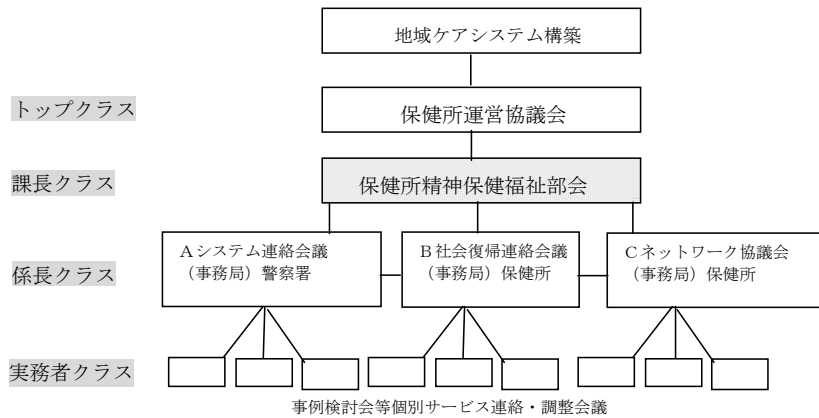 地域ケアシステム構築
トップクラス
保健所運営協議会
課長クラス
保健所精神保健福祉部会
係長クラス
Aシステム連絡会議
（事務局）警察署
B社会復帰連絡会議
（事務局）保健所
Cネットワーク協議会
（事務局）保健所
実務者クラス
事例検討会等個別サービス連絡・調整会議